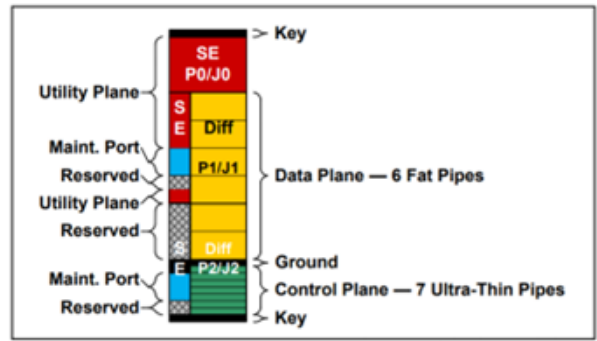 Key
SE
P0/J0
Utility Plane
S
E
Diff
Maint. Port
P1/J1
Reserved
Data Plane — 6 Fat Pipes
Utility Plane
Reserved
S
Diff
E
P2/J2
Ground
Maint. Port
Control Plane — 7 Ultra-Thin Pipes
Reserved
Key